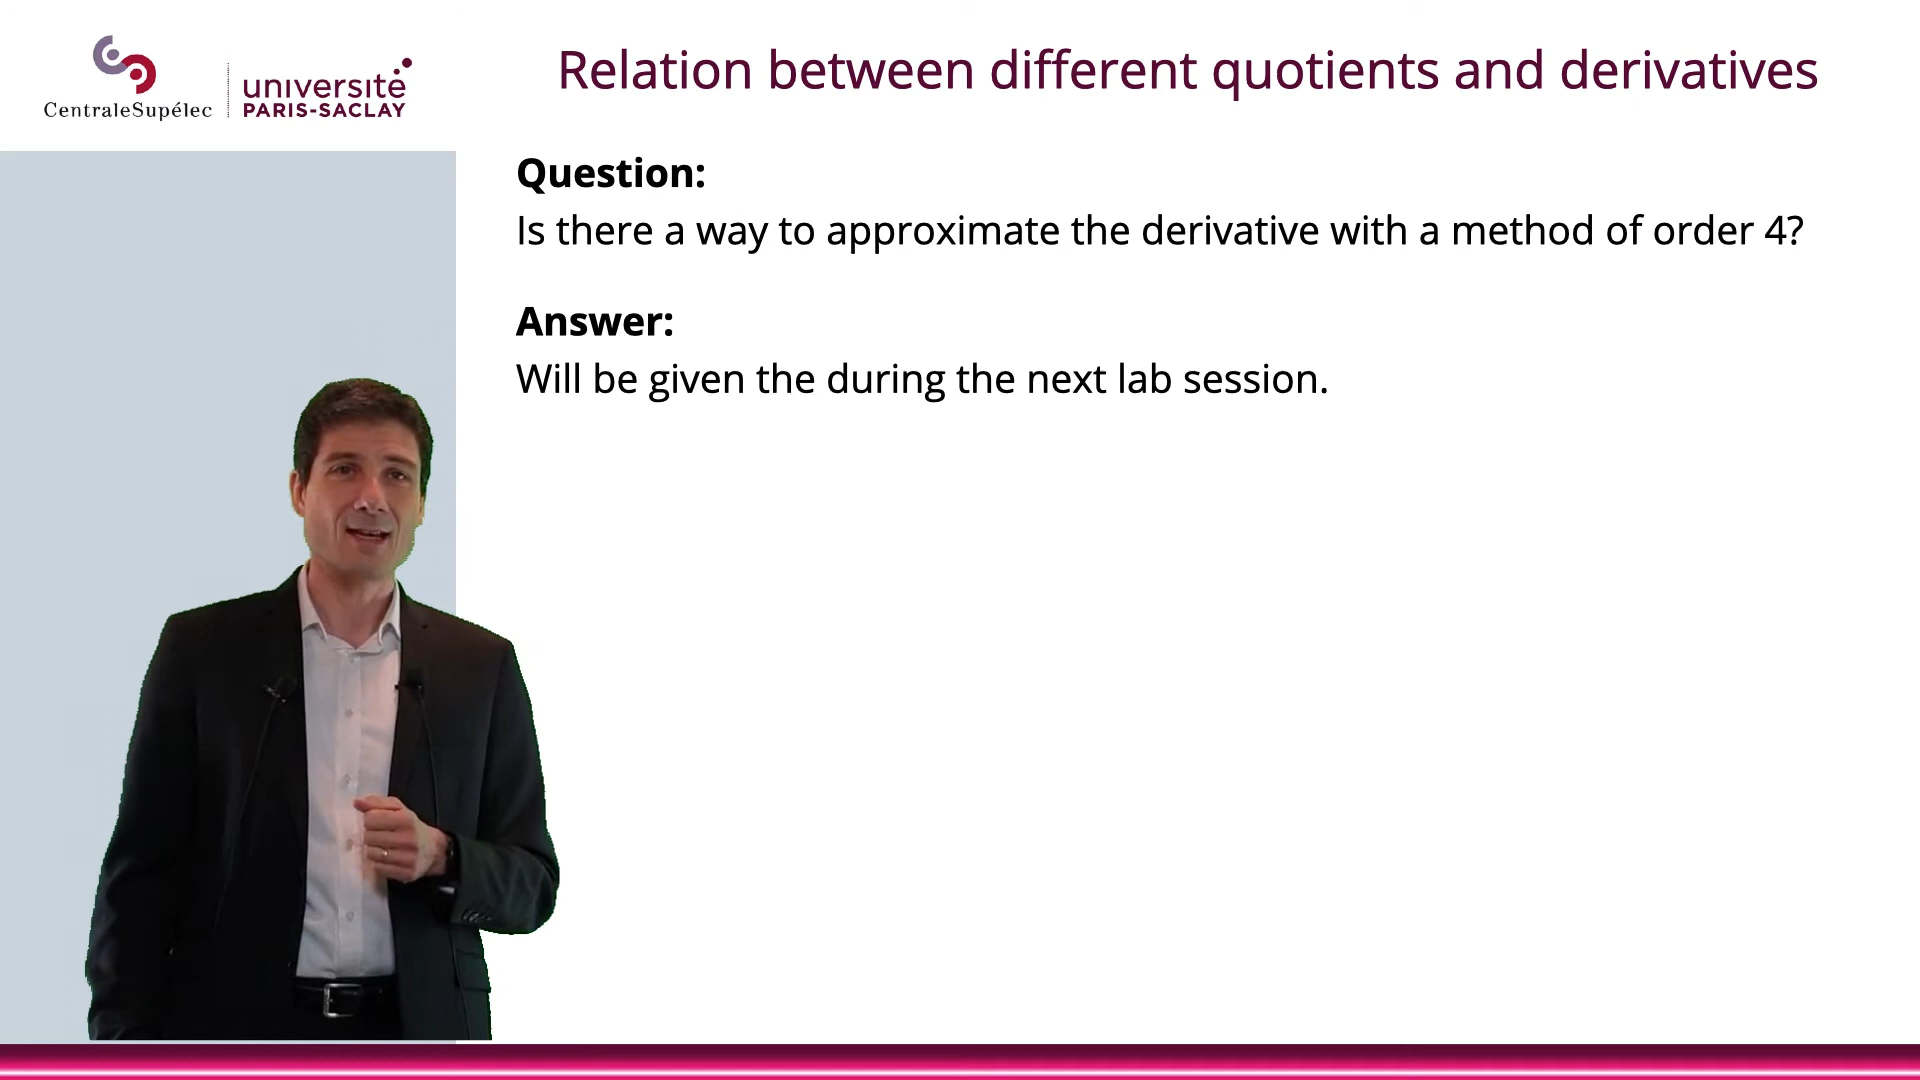 CentraleSupélec
université
PARIS-SACLAY
Relation between different quotients and derivatives
Question:
Is there a way to approximate the derivative with a method of order 4?
Answer:
Will be given the during the next lab session.